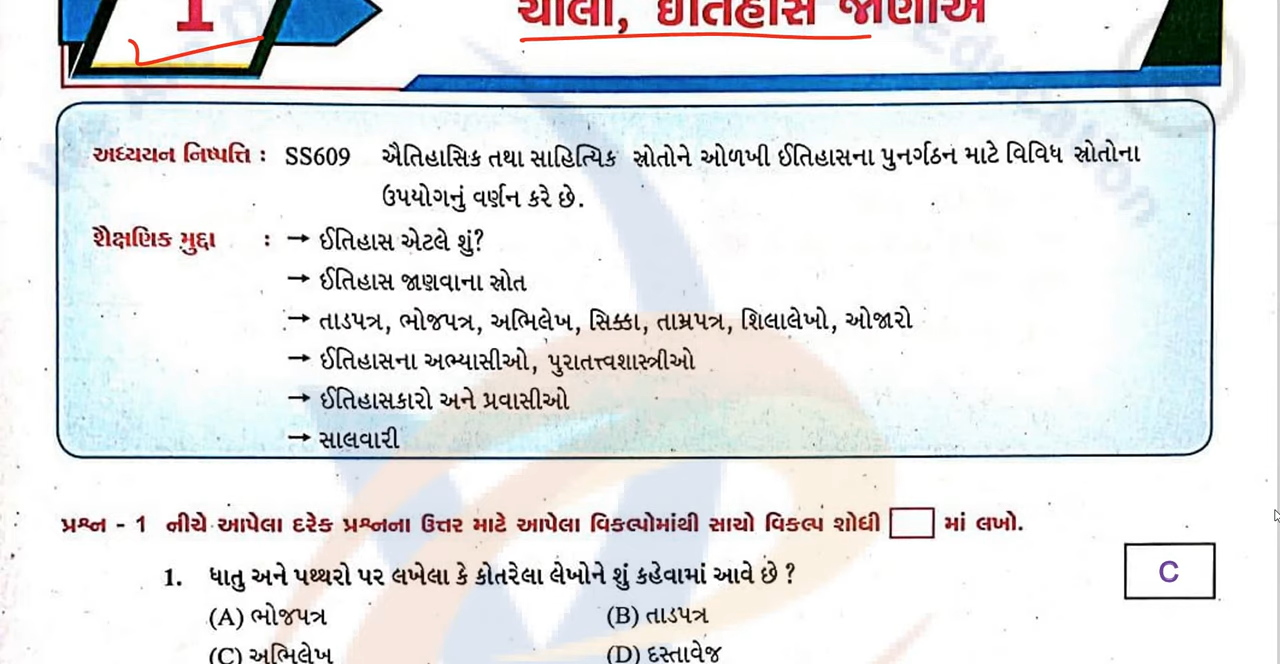 1
ચાલો, ઈતિહાસ જાણીએ
અધ્યયન નિષ્પત્તિ : SS609 ઐતિહાસિક તથા સાહિત્યિક સ્રોતોને ઓળખી ઈતિહાસના પુનર્ગઠન માટે વિવિધ સ્રોતોના
ઉપયોગનું વર્ણન કરે છે.
શૈક્ષણિક મુદ્દા : → ઈતિહાસ એટલે શું?
→ ઈતિહાસ જાણવાના સ્રોત
→ તાડપત્ર, ભોજપત્ર, અભિલેખ, સિક્કા, તામ્રપત્ર, શિલાલેખો, ઓજારો
→ ઈતિહાસના અભ્યાસીઓ, પુરાતત્ત્વશાસ્ત્રીઓ
→ ઈતિહાસકારો અને પ્રવાસીઓ
→ સાલવારી
પ્રશ્ન - 1 નીચે આપેલા દરેક પ્રશ્નના ઉત્તર માટે આપેલા વિકલ્પોમાંથી સાચો વિકલ્પ શોધી માં લખો.
1. ધાતુ અને પથ્થરો પર લખેલા કે કોતરેલા લેખોને શું કહેવામાં આવે છે ? C
(A) ભોજપત્ર (B) તાડપત્ર
(C) અભિલેખ (D) દસ્તાવેજ